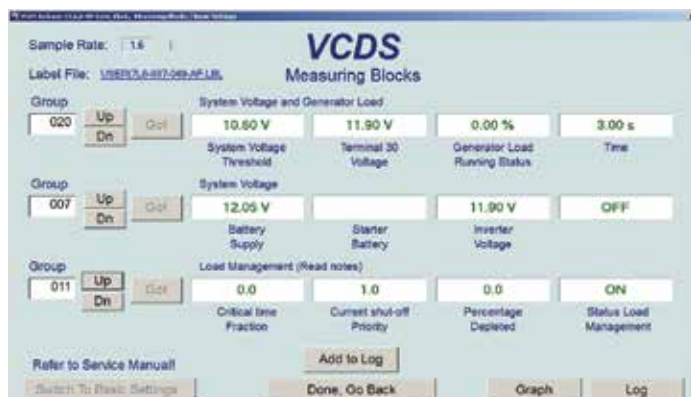 VCDS
Sample Rate: 1.6
Measuring Blocks
Label File:
Group
System Voltage and Generator Load
020 Up Dn Go! 10.60 V 11.90 V 0.00 % 3.00 s
System Voltage Threshold
Terminal 30 Voltage
Generator Load Running Status
Time
Group
System Voltage
007 Up Dn Go! 12.05 V 11.90 V OFF
Battery Supply
Starter Battery
Inverter Voltage
Group
Load Management (Read notes)
011 Up Dn Go! 0.0 1.0 0.0 ON
Critical time Fraction
Current shut-off Priority
Percentage Depleted
Status Load Management
Refer to Service Manual!
Add to Log
Switch To Basic Settings
Done, Go Back
Graph
Log